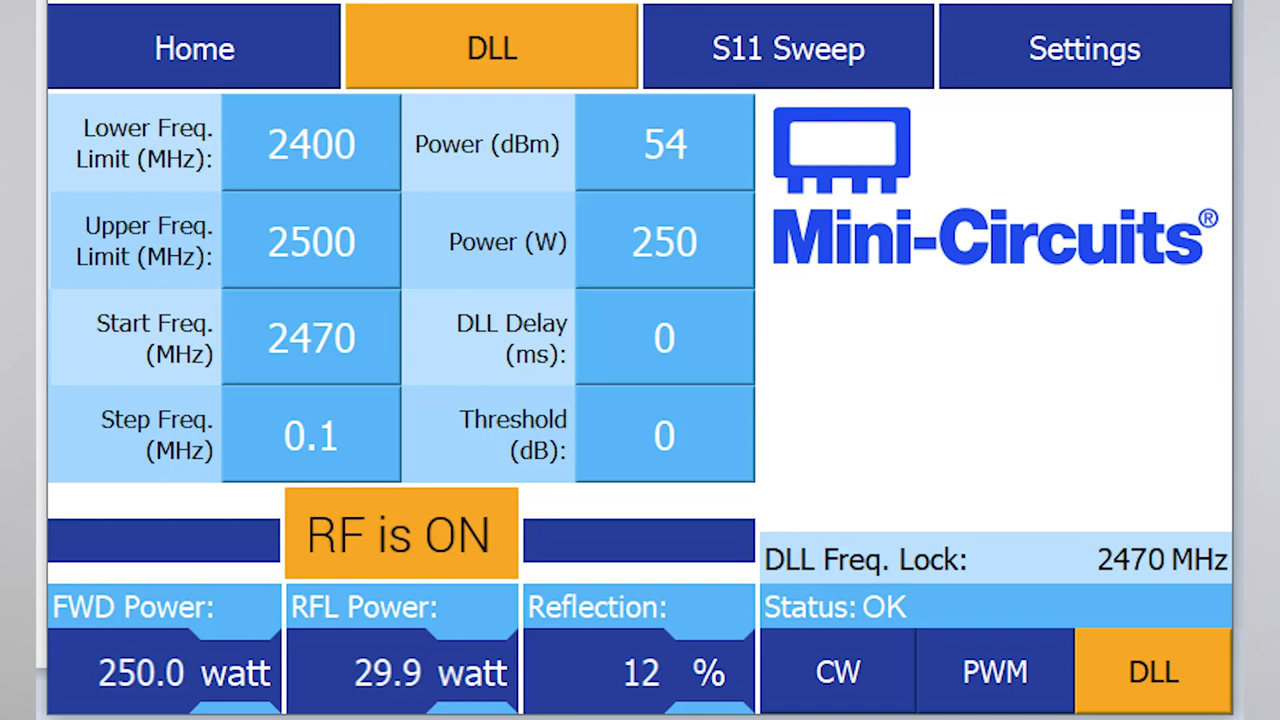 Home DLL S11 Sweep Settings
Lower Freq.
Limit (MHz): 2400 Power (dBm) 54
Upper Freq.
Limit (MHz): 2500 Power (W) 250
Mini-Circuits®
Start Freq.
(MHz) 2470 DLL Delay
(ms): 0
Step Freq.
(MHz) 0.1 Threshold
(dB): 0
RF is ON
DLL Freq. Lock: 2470 MHz
FWD Power: RFL Power: Reflection: Status: OK
250.0 watt 29.9 watt 12 % CW PWM DLL